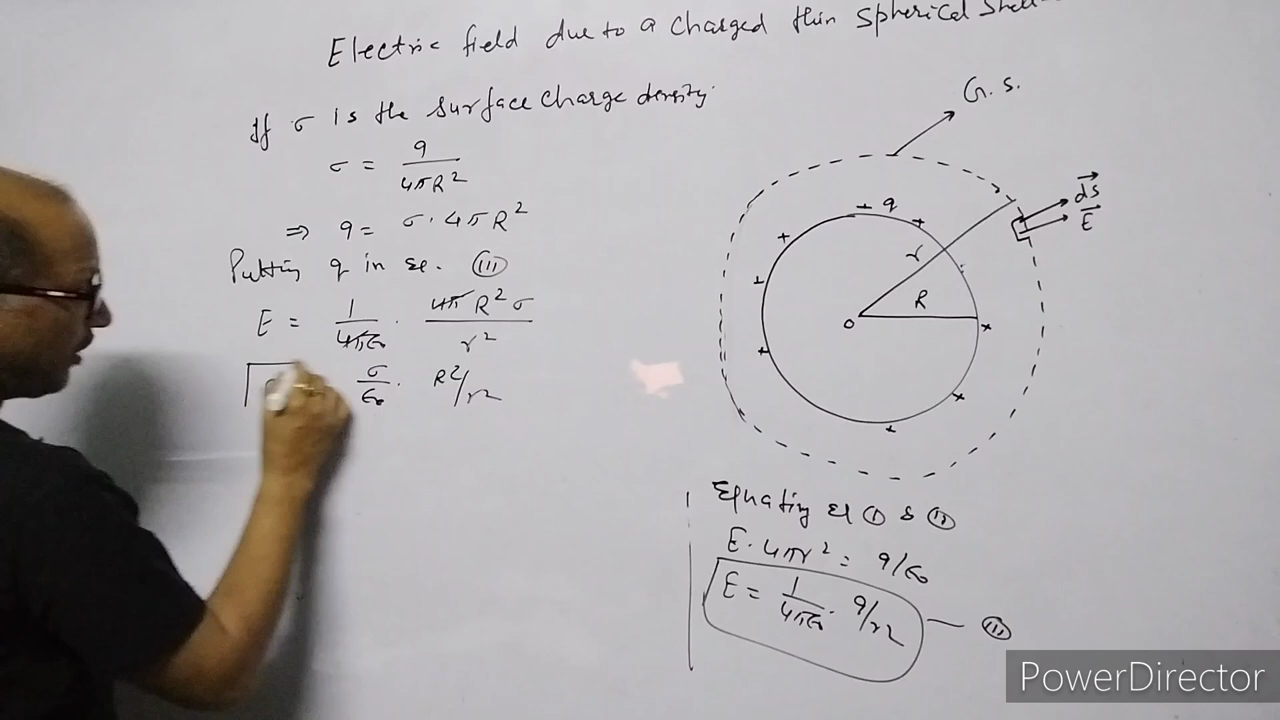 Electric field due to a charged thin spherical shell
If σ is the surface charge density.
σ = q / 4πR²
⇒ q = σ · 4πR²
Putting q in eq. (III)
E = 1/4πε₀ · 4πR²σ / r²
σ/ε₀ · R²/r²
G.S.
q
r
R
O
dS→
E→
+ + + + + + + + +
Equating eq (I) & (II)
E · 4πr² = q/ε₀
E = 1/4πε₀ · q/r² — (III)
PowerDirector